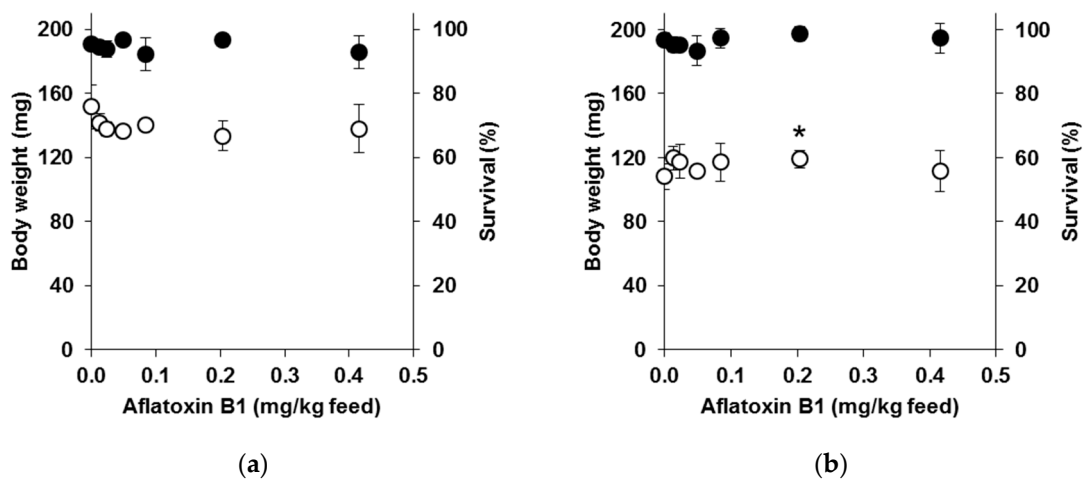 200
160
120
80
40
0
Body weight (mg)
100
80
60
40
20
0
Survival (%)
0.0 0.1 0.2 0.3 0.4 0.5
Aflatoxin B1 (mg/kg feed)
(a)
200
160
120
80
40
0
Body weight (mg)
*
100
80
60
40
20
0
Survival (%)
0.0 0.1 0.2 0.3 0.4 0.5
Aflatoxin B1 (mg/kg feed)
(b)